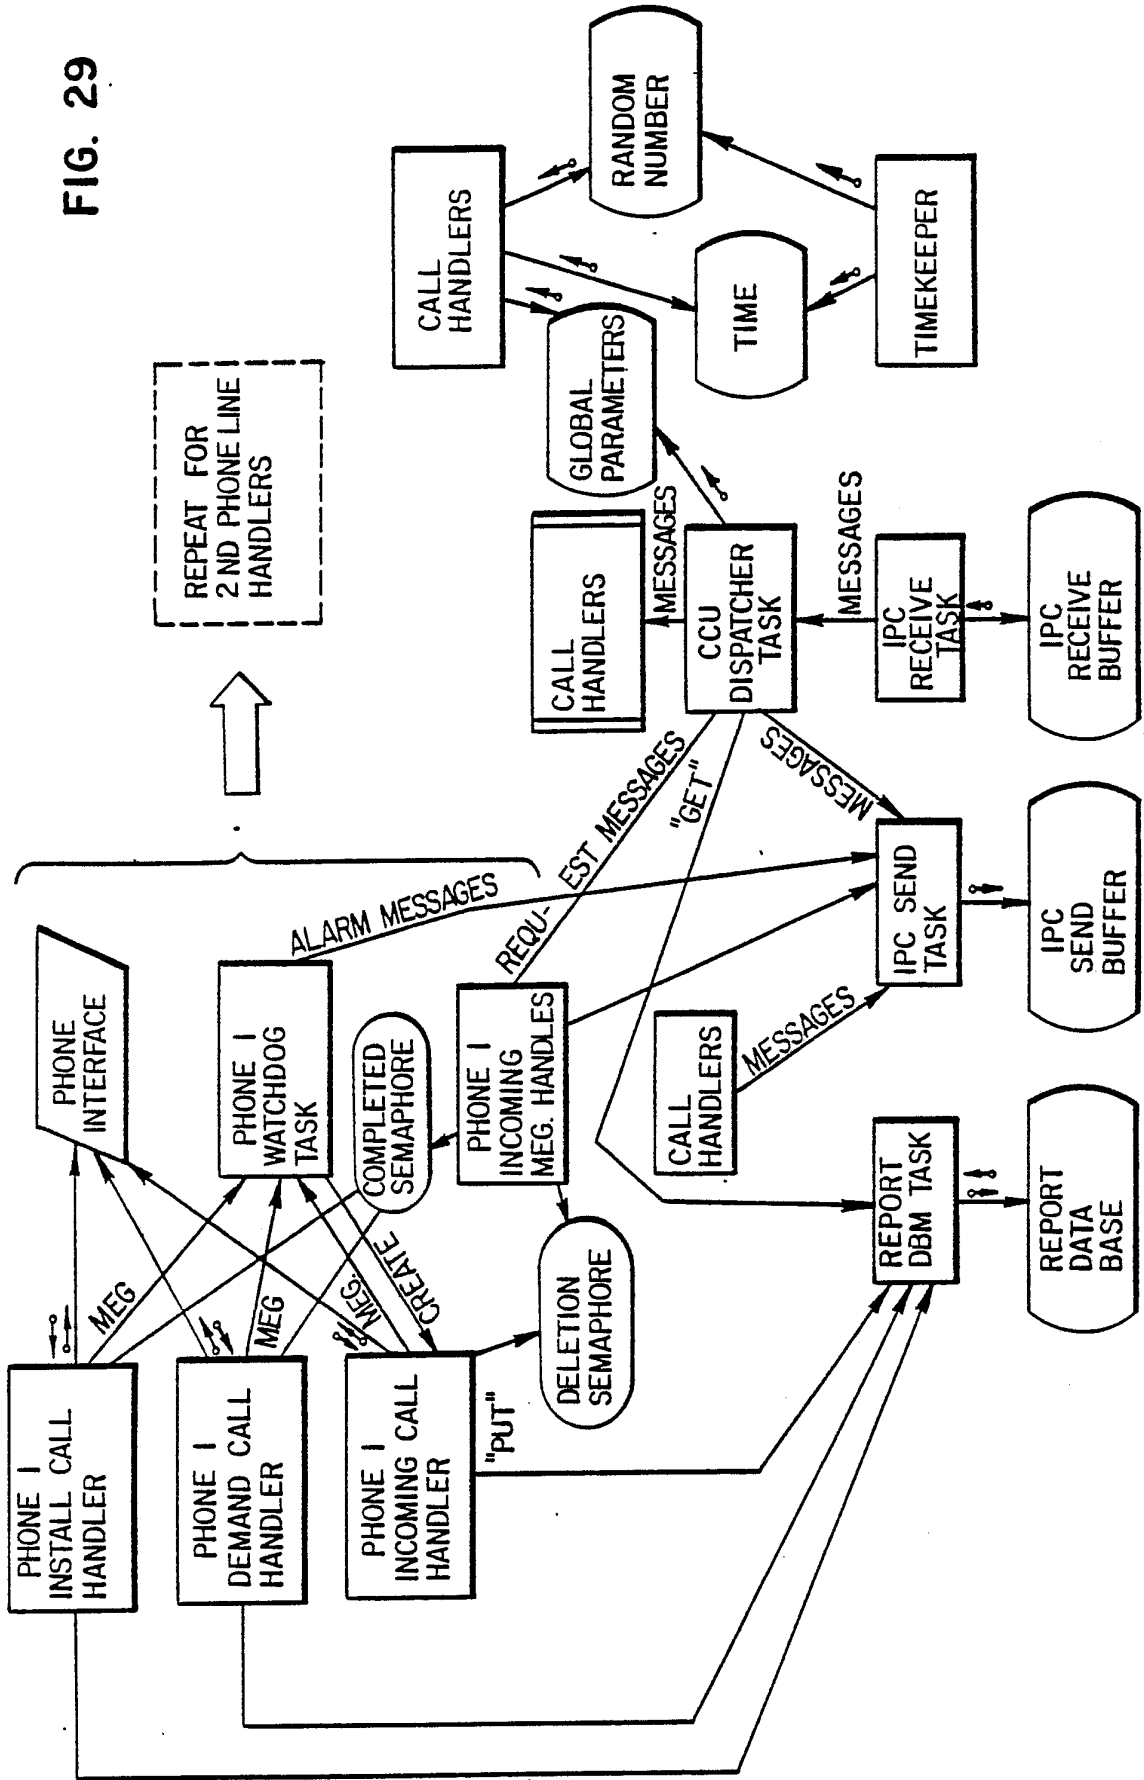 FIG. 29
PHONE I
INSTALL CALL
HANDLER
PHONE
INTERFACE
REPEAT FOR
2ND PHONE LINE
HANDLERS
MEG
PHONE I
DEMAND CALL
HANDLER
PHONE I
WATCHDOG
TASK
MEG
ALARM MESSAGES
PHONE I
INCOMING CALL
HANDLER
MEG.
CREATE
COMPLETED
SEMAPHORE
"PUT"
PHONE I
INCOMING
MEG. HANDLES
REQU-
EST MESSAGES
DELETION
SEMAPHORE
"GET"
CALL
HANDLERS
CALL
HANDLERS
GLOBAL
PARAMETERS
RANDOM
NUMBER
MESSAGES
CALL
HANDLERS
MESSAGES
CCU
DISPATCHER
TASK
MESSAGES
TIME
MESSAGES
REPORT
DBM TASK
IPC SEND
TASK
IPC
RECEIVE
TASK
TIMEKEEPER
REPORT
DATA
BASE
IPC
SEND
BUFFER
IPC
RECEIVE
BUFFER